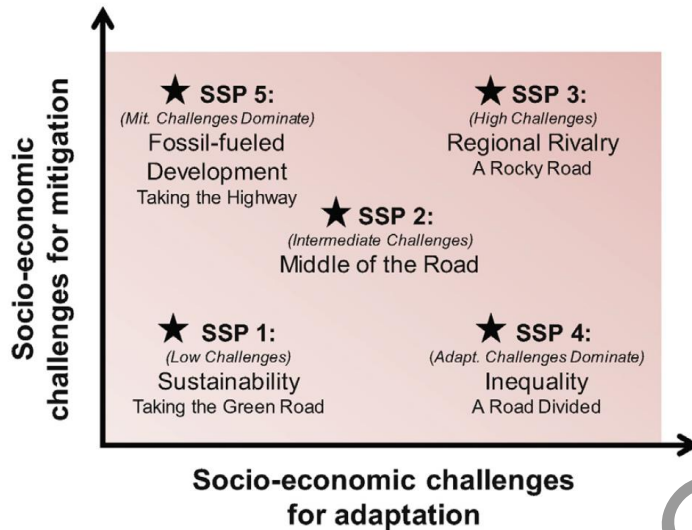 Socio-economic
challenges for mitigation
SSP 5:
(Mit. Challenges Dominate)
Fossil-fueled
Development
Taking the Highway
SSP 3:
(High Challenges)
Regional Rivalry
A Rocky Road
SSP 2:
(Intermediate Challenges)
Middle of the Road
SSP 1:
(Low Challenges)
Sustainability
Taking the Green Road
SSP 4:
(Adapt. Challenges Dominate)
Inequality
A Road Divided
Socio-economic challenges
for adaptation